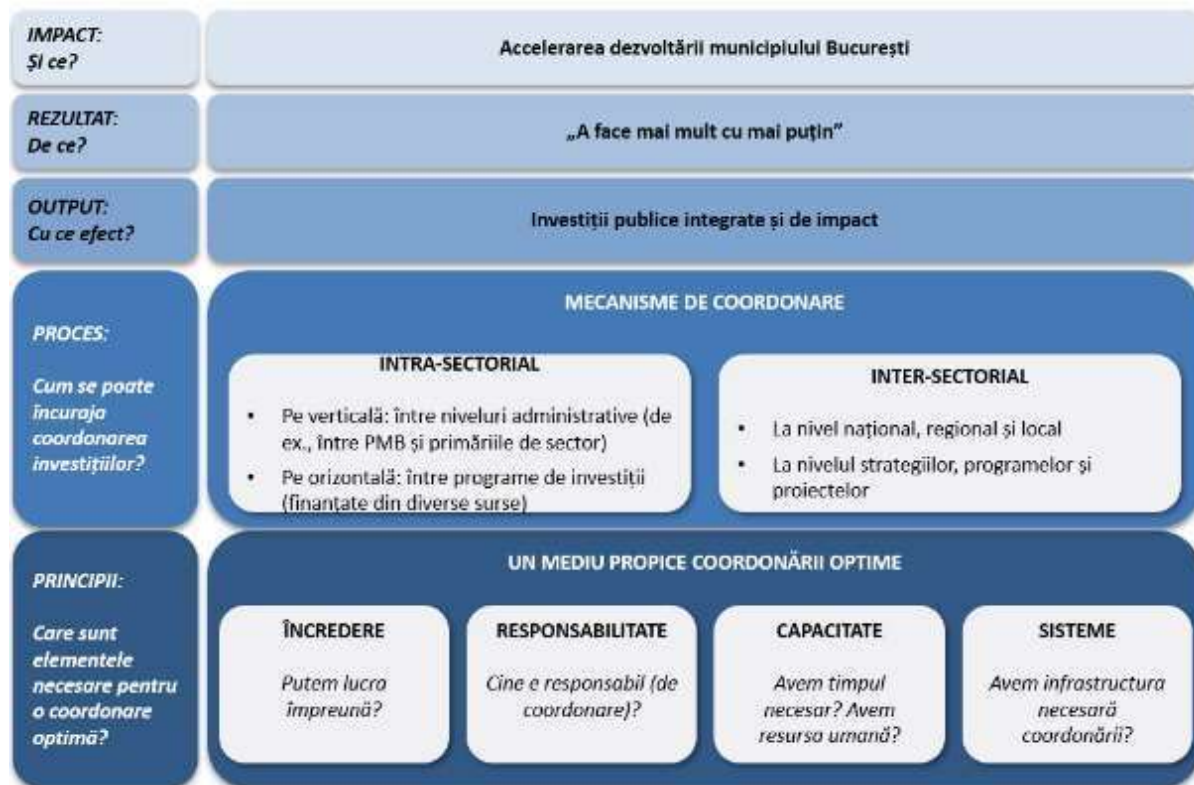 IMPACT:
Și ce?
Accelerarea dezvoltării municipiului București
REZULTAT:
De ce?
„A face mai mult cu mai puțin”
OUTPUT:
Cu ce efect?
Investiții publice integrate și de impact
PROCES:
Cum se poate
încuraja
coordonarea
investițiilor?
MECANISME DE COORDONARE
INTRA-SECTORIAL
• Pe verticală: între niveluri administrative (de
ex., între PMB și primăriile de sector)
• Pe orizontală: între programe de investiții
(finanțate din diverse surse)
INTER-SECTORIAL
• La nivel național, regional și local
• La nivelul strategiilor, programelor și
proiectelor
PRINCIPII:
Care sunt
elementele
necesare pentru
o coordonare
optimă?
UN MEDIU PROPICE COORDONĂRII OPTIME
ÎNCREDERE
Putem lucra
împreună?
RESPONSABILITATE
Cine e responsabil (de
coordonare)?
CAPACITATE
Avem timpul
necesar? Avem
resursa umană?
SISTEME
Avem infrastructura
necesară
coordonării?